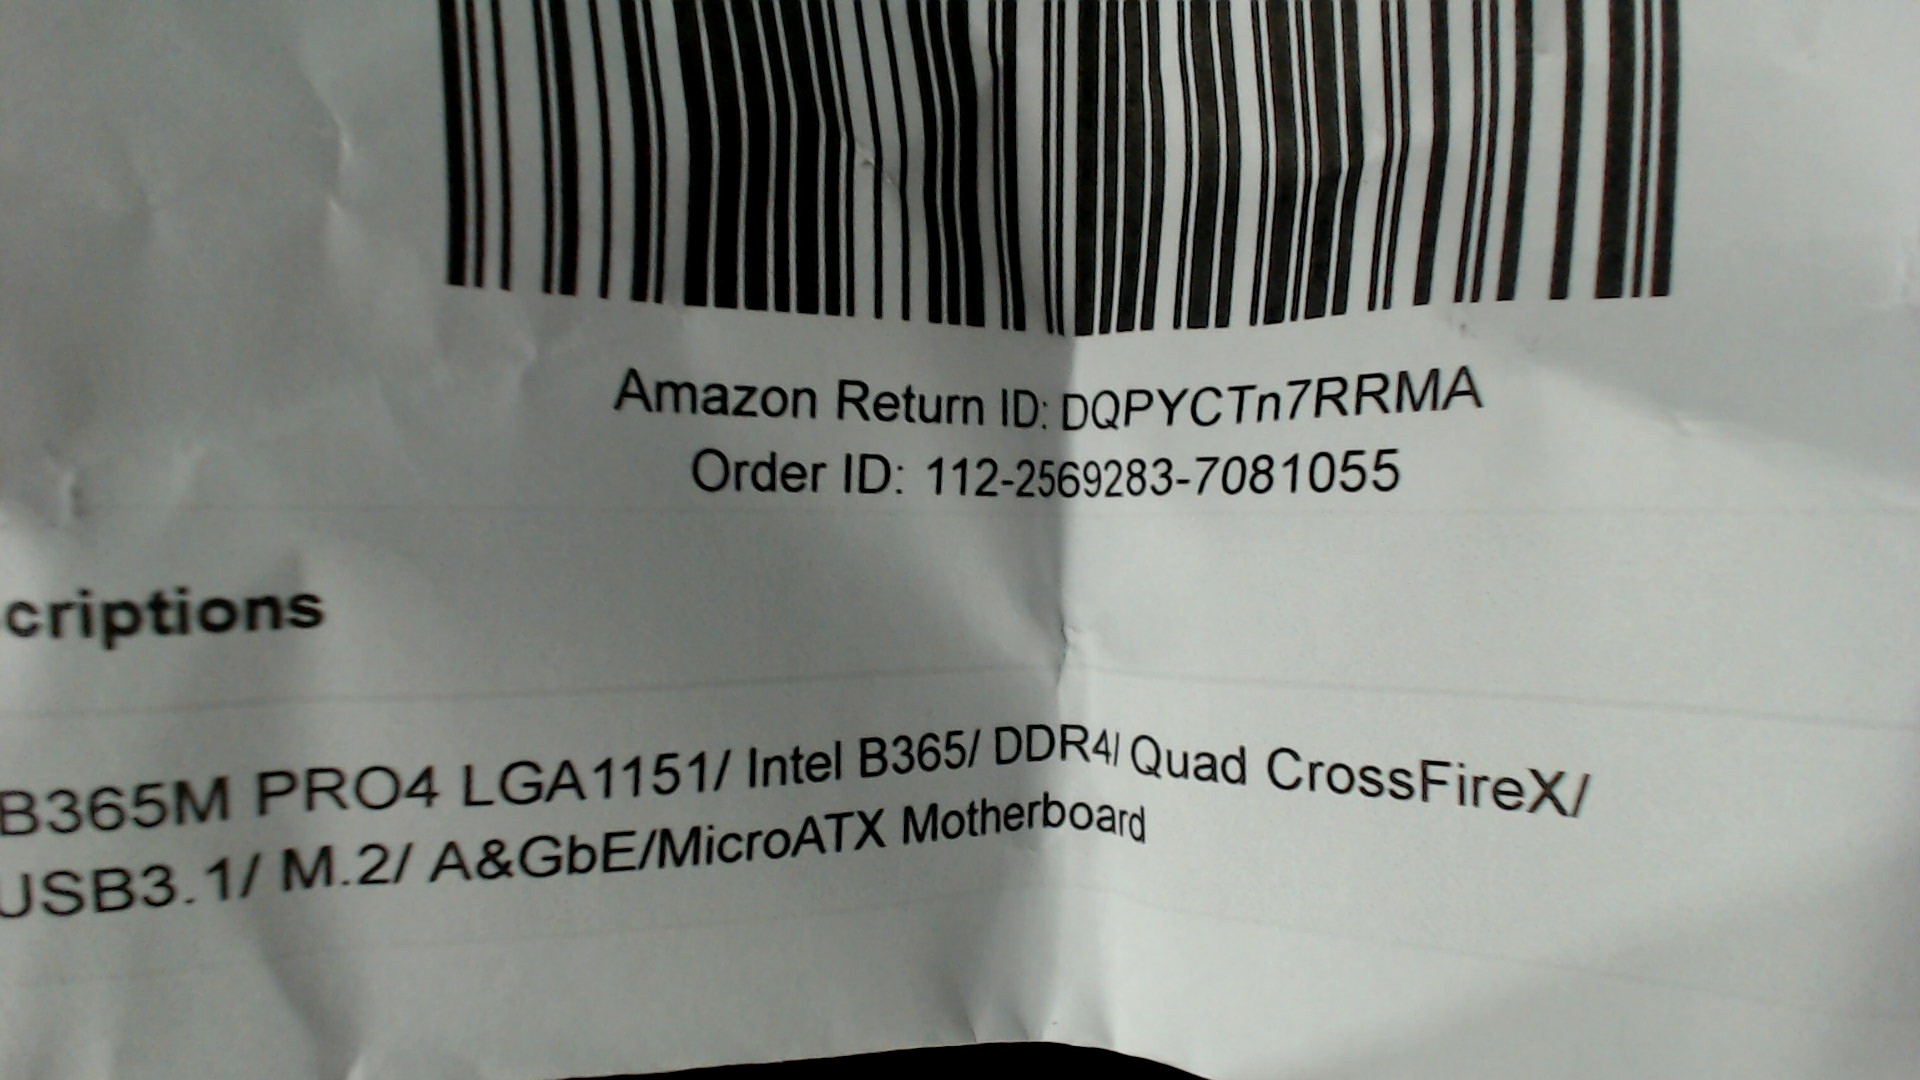 Amazon Return ID: DQPYCTn7RRMA
Order ID: 112-2569283-7081055
criptions
B365M PRO4 LGA1151/ Intel B365/ DDR4/ Quad CrossFireX/
USB3.1/ M.2/ A&GbE/MicroATX Motherboard